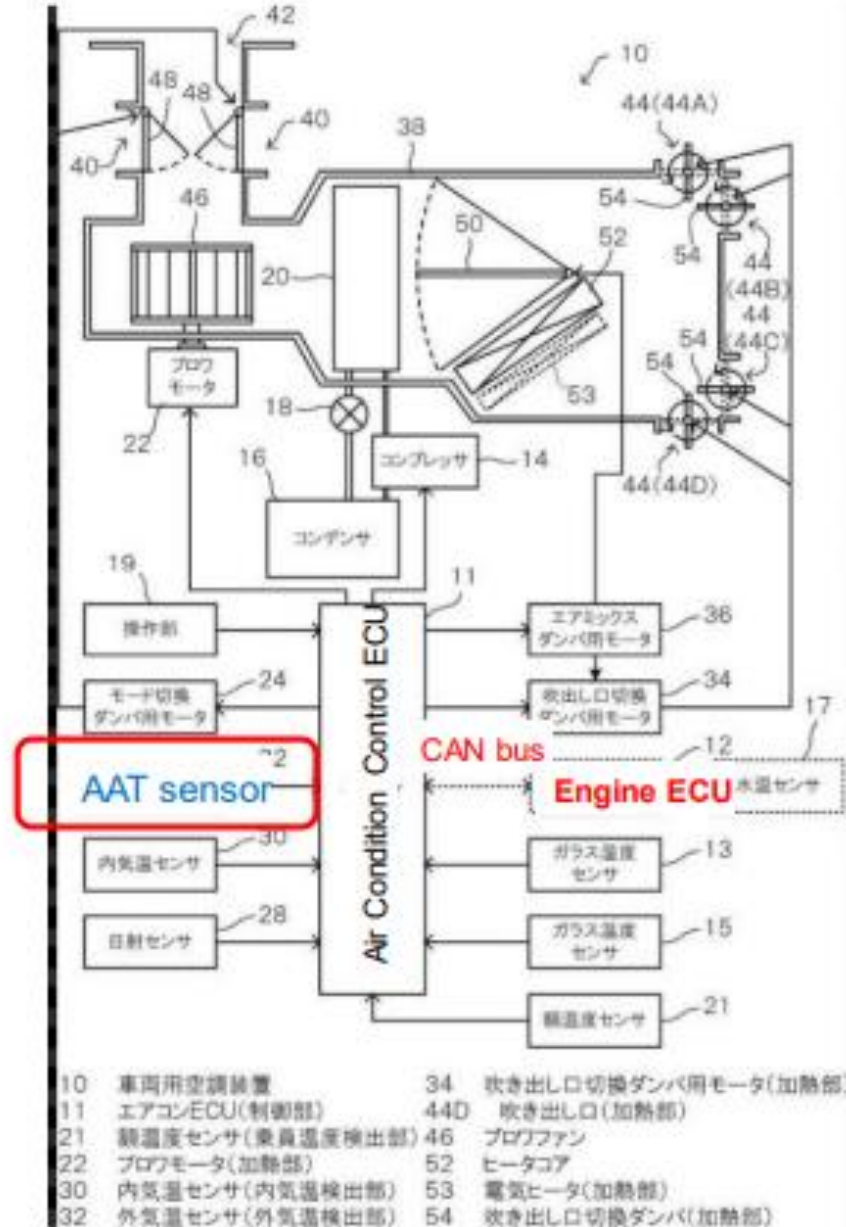 42
10
48
48
44(44A)
40
40
38
54
46
50
52
54
44
(44B)
44
(44C)
20
ブロワ
モータ
54
54
53
18
22
コンプレッサ
14
44(44D)
16
コンデンサ
19
11
操作部
エアミックス
ダンパ用モータ
36
24
モード切換
ダンパ用モータ
吹出し口切換
ダンパ用モータ
34
17
Air Condition Control ECU
CAN bus
12
AAT sensor
Engine ECU
水温センサ
30
内気温センサ
ガラス温度
センサ
13
28
日射センサ
ガラス温度
センサ
15
額温度センサ
21
10 車両用空調装置
11 エアコンECU(制御部)
21 額温度センサ(乗員温度検出部)
22 ブロワモータ(加熱部)
30 内気温センサ(内気温検出部)
32 外気温センサ(外気温検出部)
34 吹き出し口切換ダンパ用モータ(加熱部)
44D 吹き出し口(加熱部)
46 ブロワファン
52 ヒータコア
53 電気ヒータ(加熱部)
54 吹き出し口切換ダンパ(加熱部)